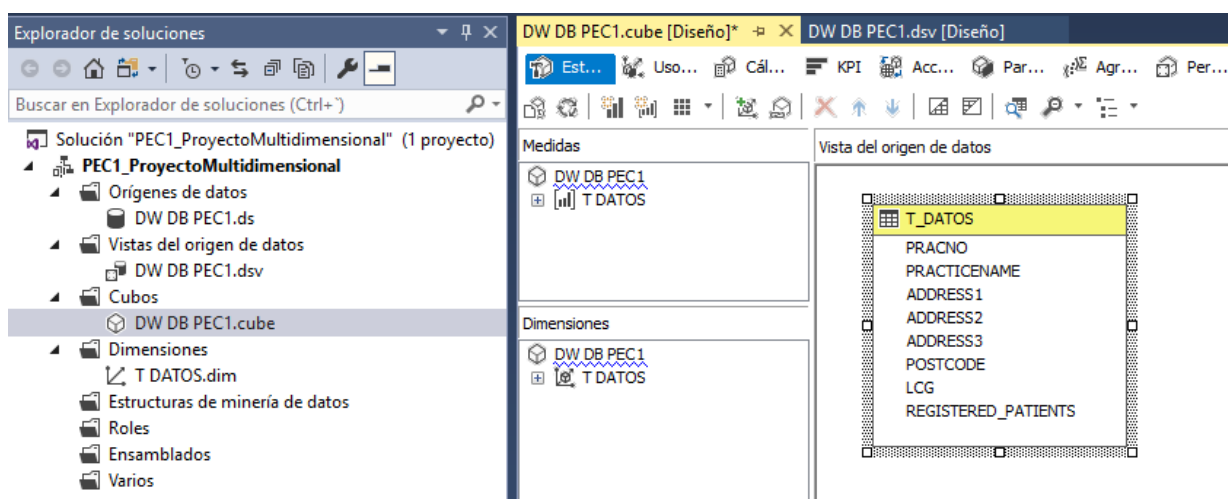 Explorador de soluciones
Buscar en Explorador de soluciones (Ctrl+`)
Solución "PEC1_ProyectoMultidimensional" (1 proyecto)
PEC1_ProyectoMultidimensional
Orígenes de datos
DW DB PEC1.ds
Vistas del origen de datos
DW DB PEC1.dsv
Cubos
DW DB PEC1.cube
Dimensiones
T DATOS.dim
Estructuras de minería de datos
Roles
Ensamblados
Varios
DW DB PEC1.cube [Diseño]* DW DB PEC1.dsv [Diseño]
Est... Uso... Cál... KPI Acc... Par... Agr... Per...
Medidas
DW DB PEC1
T DATOS
Dimensiones
DW DB PEC1
T DATOS
Vista del origen de datos
T_DATOS
PRACNO
PRACTICENAME
ADDRESS1
ADDRESS2
ADDRESS3
POSTCODE
LCG
REGISTERED_PATIENTS